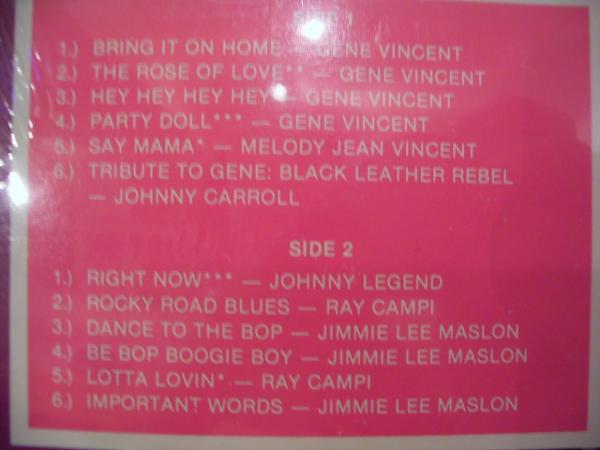 SIDE 1
1.) BRING IT ON HOME — GENE VINCENT
2.) THE ROSE OF LOVE** — GENE VINCENT
3.) HEY HEY HEY HEY — GENE VINCENT
4.) PARTY DOLL*** — GENE VINCENT
5.) SAY MAMA* — MELODY JEAN VINCENT
6.) TRIBUTE TO GENE: BLACK LEATHER REBEL
— JOHNNY CARROLL
SIDE 2
1.) RIGHT NOW*** — JOHNNY LEGEND
2.) ROCKY ROAD BLUES — RAY CAMPI
3.) DANCE TO THE BOP — JIMMIE LEE MASLON
4.) BE BOP BOOGIE BOY — JIMMIE LEE MASLON
5.) LOTTA LOVIN* — RAY CAMPI
6.) IMPORTANT WORDS — JIMMIE LEE MASLON